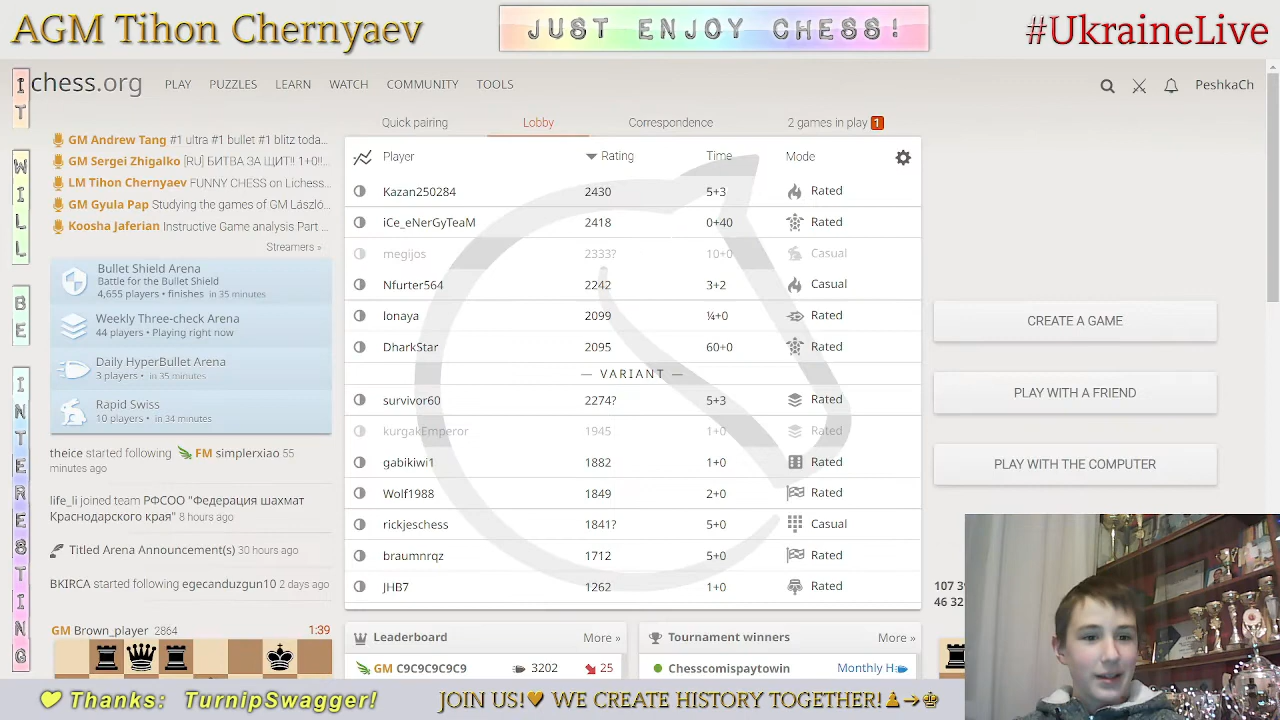 AGM Tihon Chernyaev
JUST ENJOY CHESS!
#UkraineLive
IT WILL BE INTERESTING
chess.org
PLAY PUZZLES LEARN WATCH COMMUNITY TOOLS
PeshkaCh
GM Andrew Tang #1 ultra #1 bullet #1 blitz toda...
GM Sergei Zhigalko [RU] БИТВА ЗА ЩИТ!! 1+0!!...
LM Tihon Chernyaev FUNNY CHESS on Lichess...
GM Gyula Pap Studying the games of GM László...
Koosha Jaferian Instructive Game analysis Part ...
Streamers »
Bullet Shield Arena
Battle for the Bullet Shield
4,655 players • finishes in 35 minutes
Weekly Three-check Arena
44 players • Playing right now
Daily HyperBullet Arena
3 players • in 35 minutes
Rapid Swiss
10 players • in 34 minutes
theice started following FM simplerxiao 55
minutes ago
life_li joined team РФСОО "Федерация шахмат
Краснодарского края" 8 hours ago
Titled Arena Announcement(s) 30 hours ago
BKIRCA started following egecanduzgun10 2 days ago
GM Brown_player 2864 1:39
Quick pairing Lobby Correspondence 2 games in play 1
Player Rating Time Mode
Kazan250284 2430 5+3 Rated
iCe_eNerGyTeaM 2418 0+40 Rated
megijos 2333? 10+0 Casual
Nfurter564 2242 3+2 Casual
lonaya 2099 ¼+0 Rated
DharkStar 2095 60+0 Rated
— VARIANT —
survivor60 2274? 5+3 Rated
kurgakEmperor 1945 1+0 Rated
gabikiwi1 1882 1+0 Rated
Wolf1988 1849 2+0 Rated
rickjeschess 1841? 5+0 Casual
braumnrqz 1712 5+0 Rated
JHB7 1262 1+0 Rated
Leaderboard More »
GM C9C9C9C9C9 3202 25
Tournament winners More »
Chesscomispaytowin Monthly H
CREATE A GAME
PLAY WITH A FRIEND
PLAY WITH THE COMPUTER
107 39
46 32
Thanks: TurnipSwagger!
JOIN US! WE CREATE HISTORY TOGETHER!